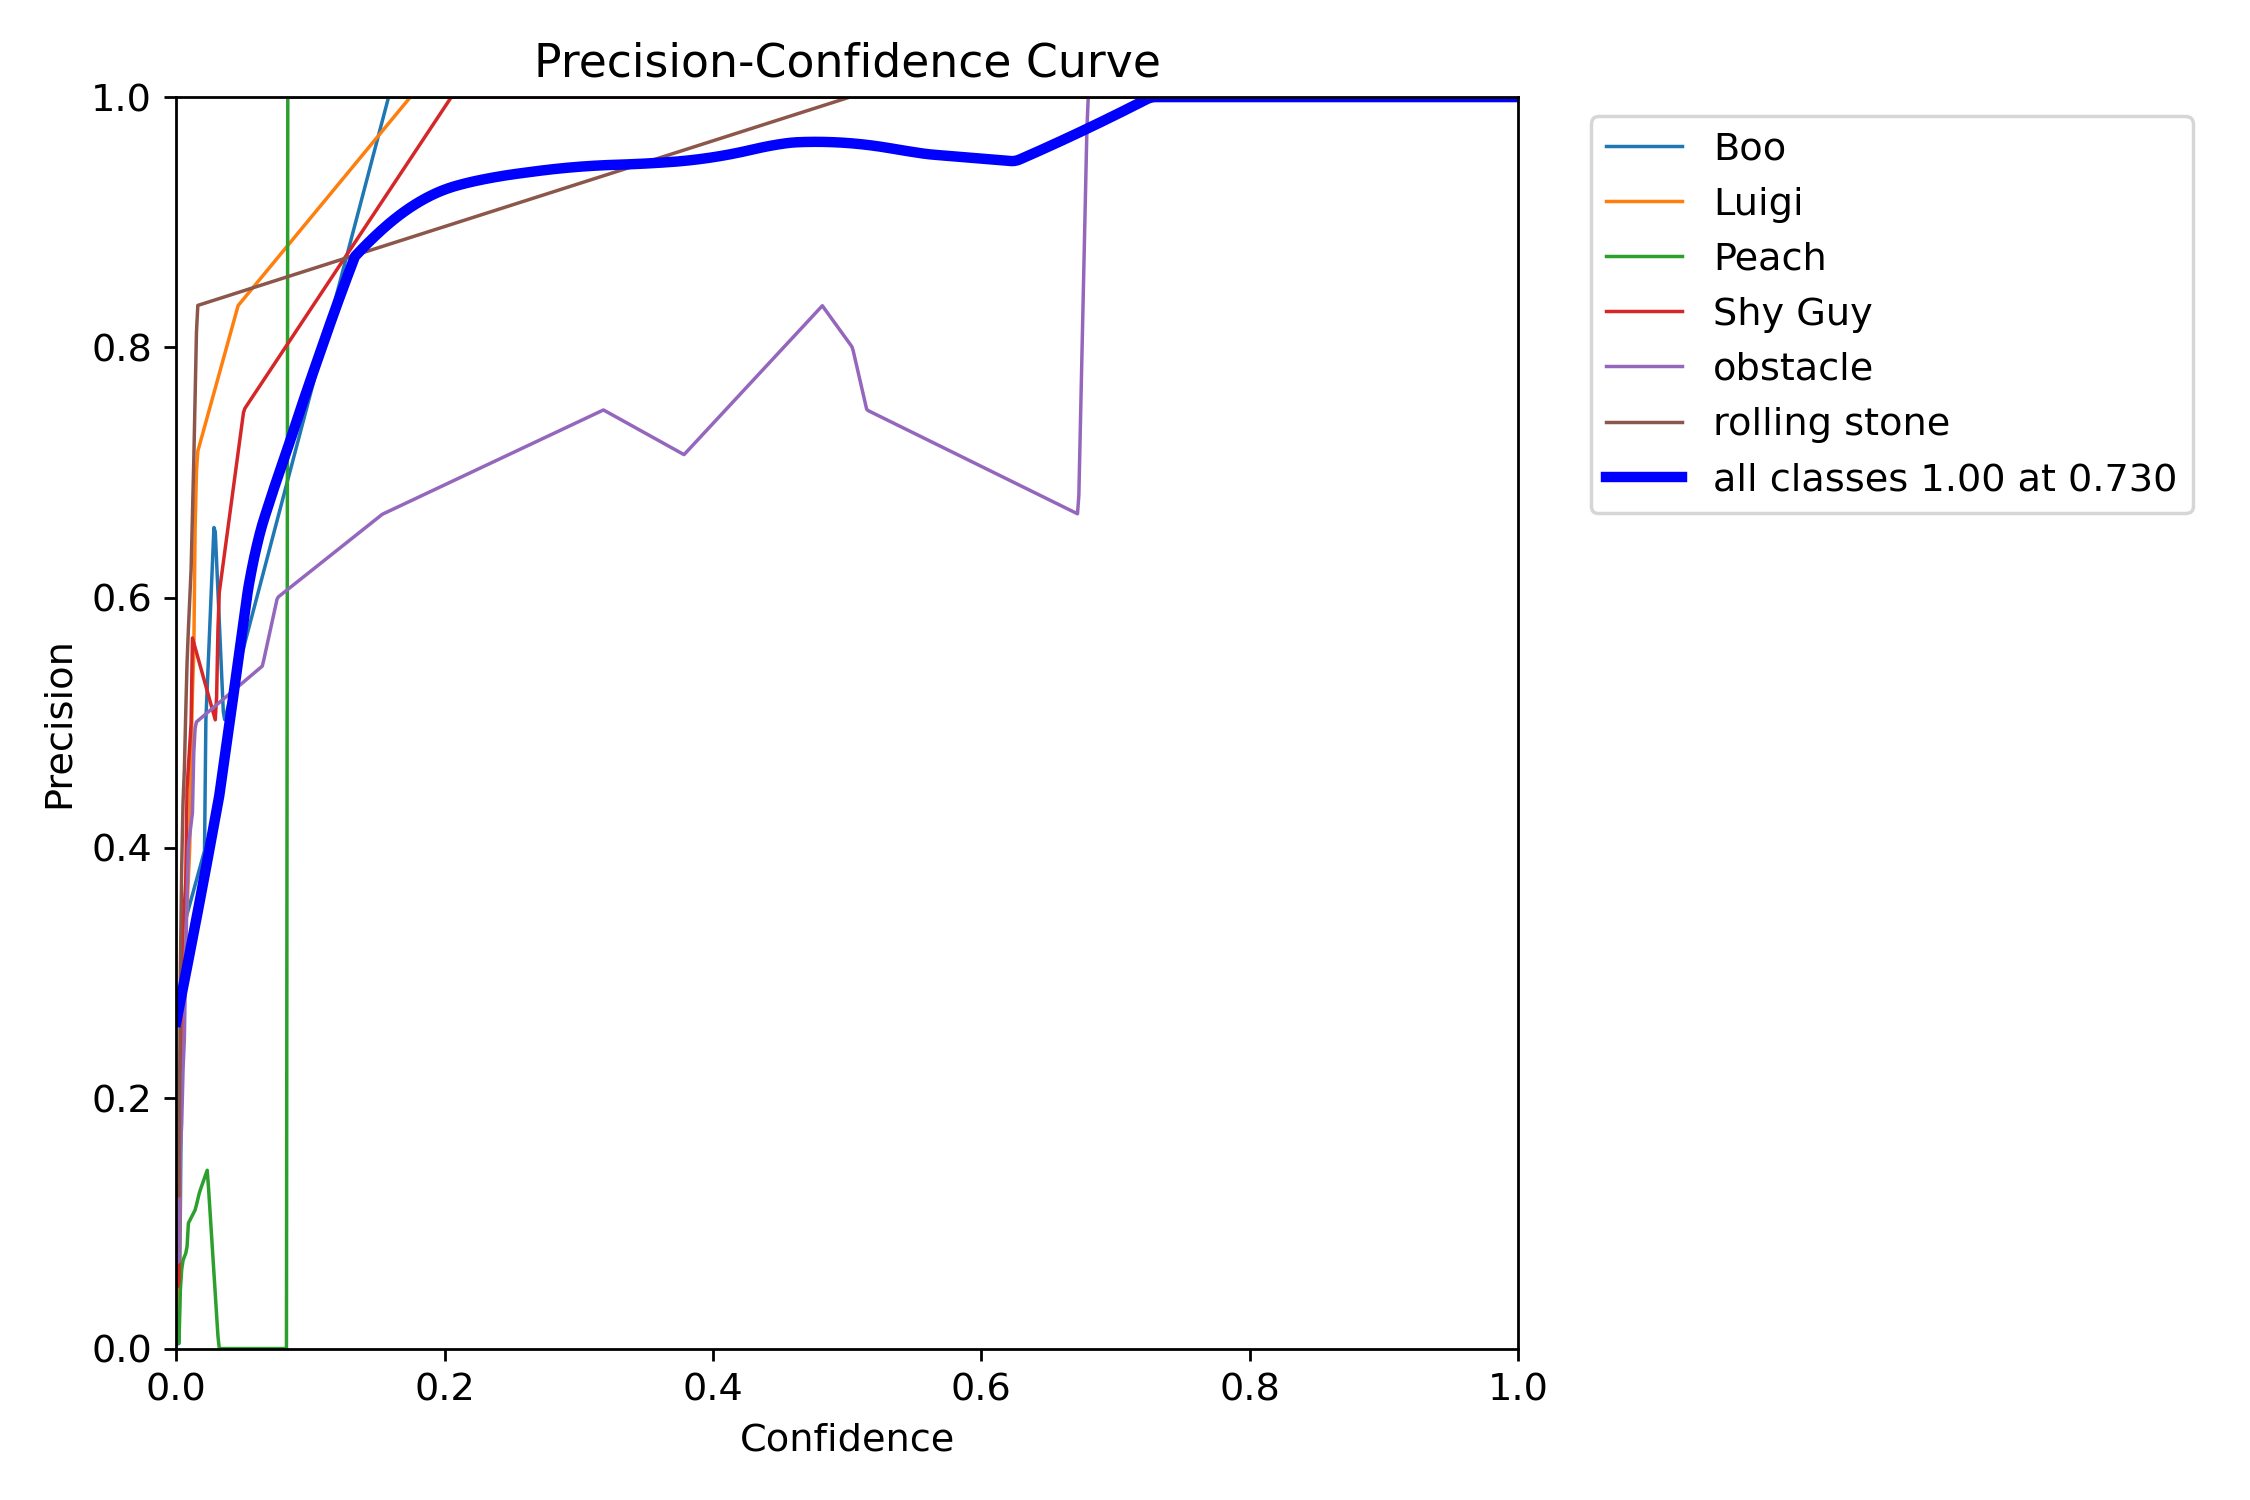 Precision-Confidence Curve
1.0
0.8
0.6
0.4
0.2
0.0
Precision
0.0 0.2 0.4 0.6 0.8 1.0
Confidence
Boo
Luigi
Peach
Shy Guy
obstacle
rolling stone
all classes 1.00 at 0.730